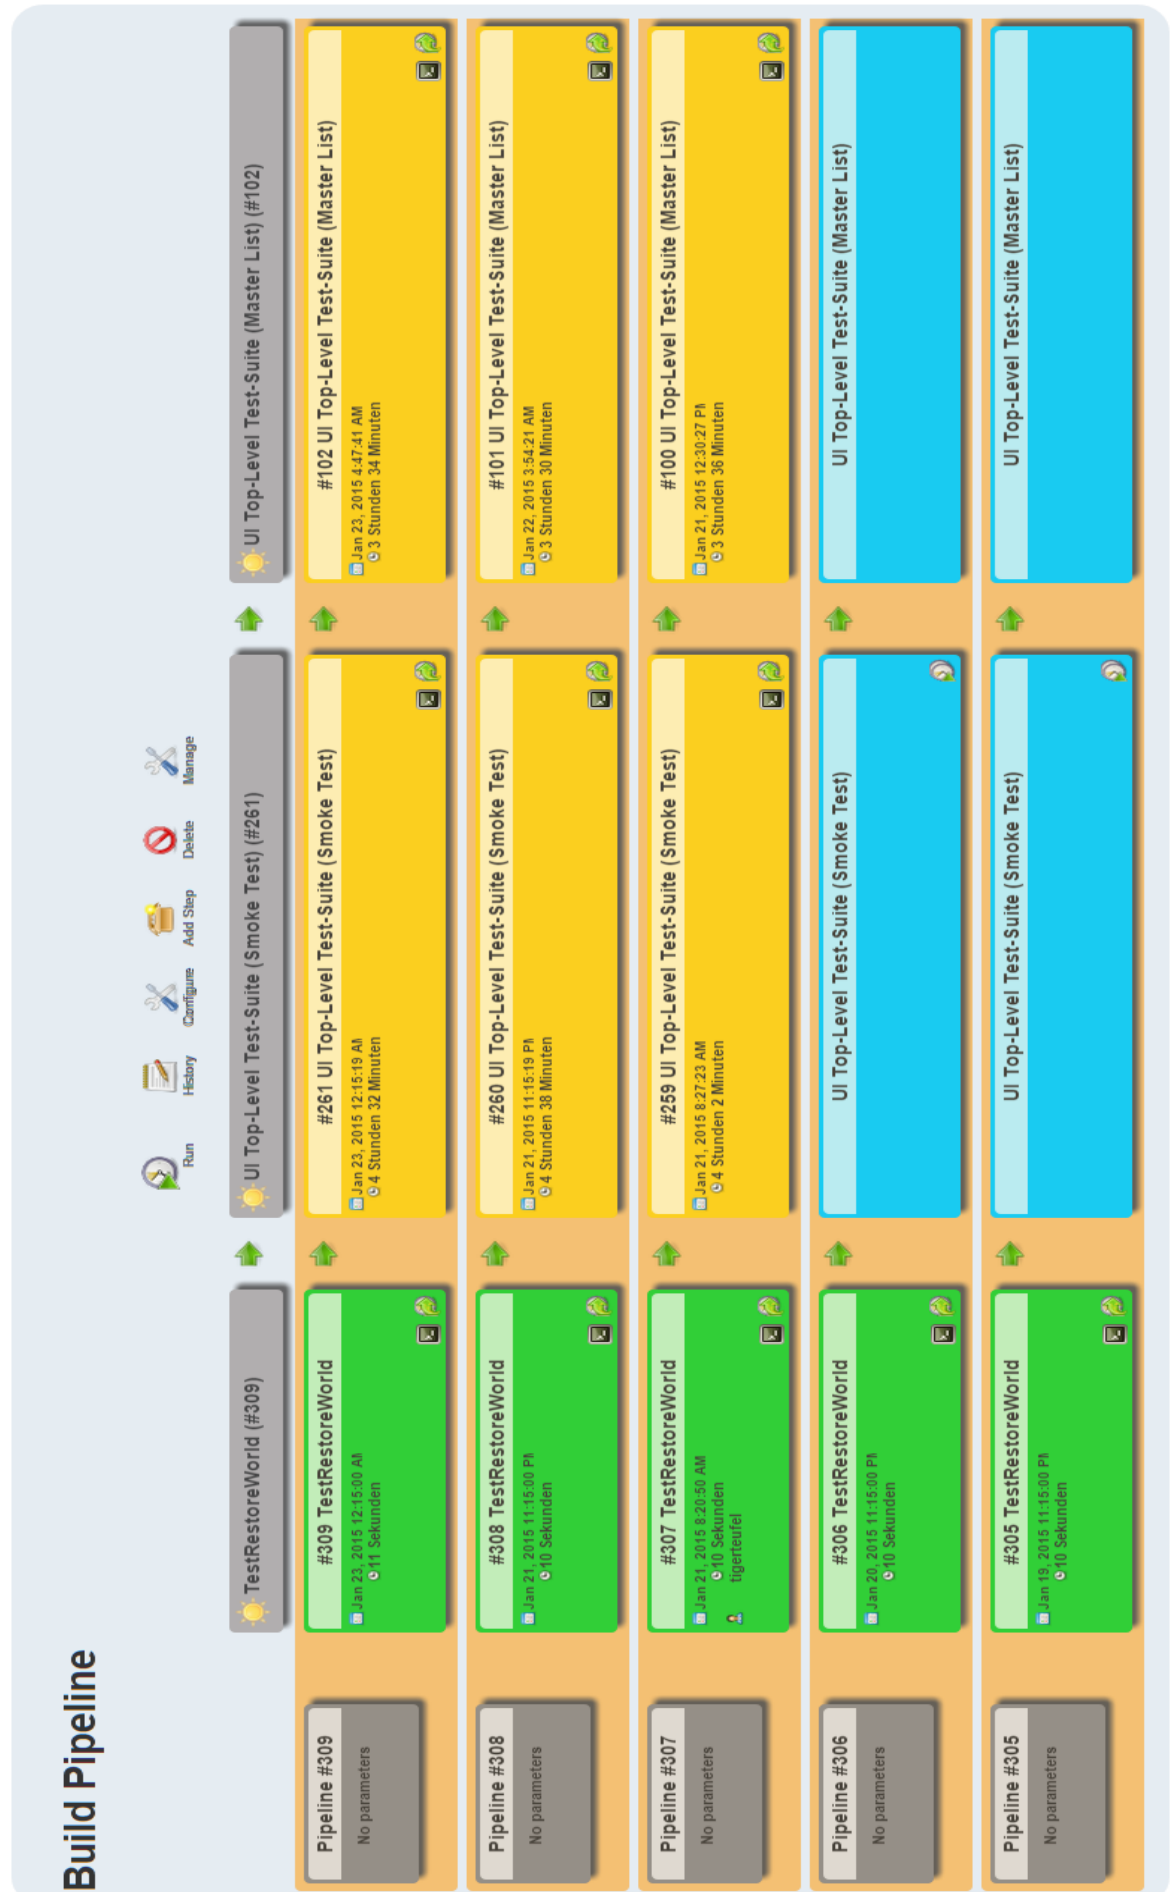 Build Pipeline
Run
History
Configure
Add Step
Delete
Manage
TestRestoreWorld (#309)
UI Top-Level Test-Suite (Smoke Test) (#261)
UI Top-Level Test-Suite (Master List) (#102)
Pipeline #309
No parameters
#309 TestRestoreWorld
Jan 23, 2015 12:15:00 AM
11 Sekunden
#261 UI Top-Level Test-Suite (Smoke Test)
Jan 23, 2015 12:15:19 AM
4 Stunden 32 Minuten
#102 UI Top-Level Test-Suite (Master List)
Jan 23, 2015 4:47:41 AM
3 Stunden 34 Minuten
Pipeline #308
No parameters
#308 TestRestoreWorld
Jan 21, 2015 11:15:00 PM
10 Sekunden
#260 UI Top-Level Test-Suite (Smoke Test)
Jan 21, 2015 11:15:19 PM
4 Stunden 38 Minuten
#101 UI Top-Level Test-Suite (Master List)
Jan 22, 2015 3:54:21 AM
3 Stunden 30 Minuten
Pipeline #307
No parameters
#307 TestRestoreWorld
Jan 21, 2015 8:20:50 AM
10 Sekunden
tigerteufel
#259 UI Top-Level Test-Suite (Smoke Test)
Jan 21, 2015 8:27:23 AM
4 Stunden 2 Minuten
#100 UI Top-Level Test-Suite (Master List)
Jan 21, 2015 12:30:27 PM
3 Stunden 36 Minuten
Pipeline #306
No parameters
#306 TestRestoreWorld
Jan 20, 2015 11:15:00 PM
10 Sekunden
UI Top-Level Test-Suite (Smoke Test)
UI Top-Level Test-Suite (Master List)
Pipeline #305
No parameters
#305 TestRestoreWorld
Jan 19, 2015 11:15:00 PM
10 Sekunden
UI Top-Level Test-Suite (Smoke Test)
UI Top-Level Test-Suite (Master List)